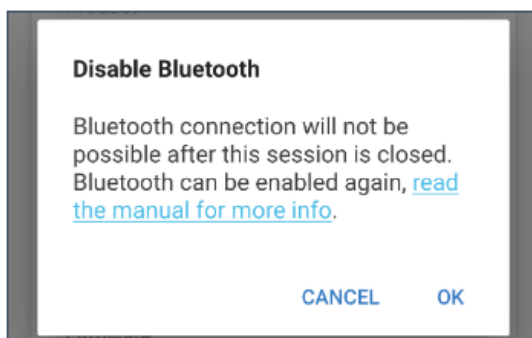 Disable Bluetooth
Bluetooth connection will not be
possible after this session is closed.
Bluetooth can be enabled again, read
the manual for more info.
CANCEL OK